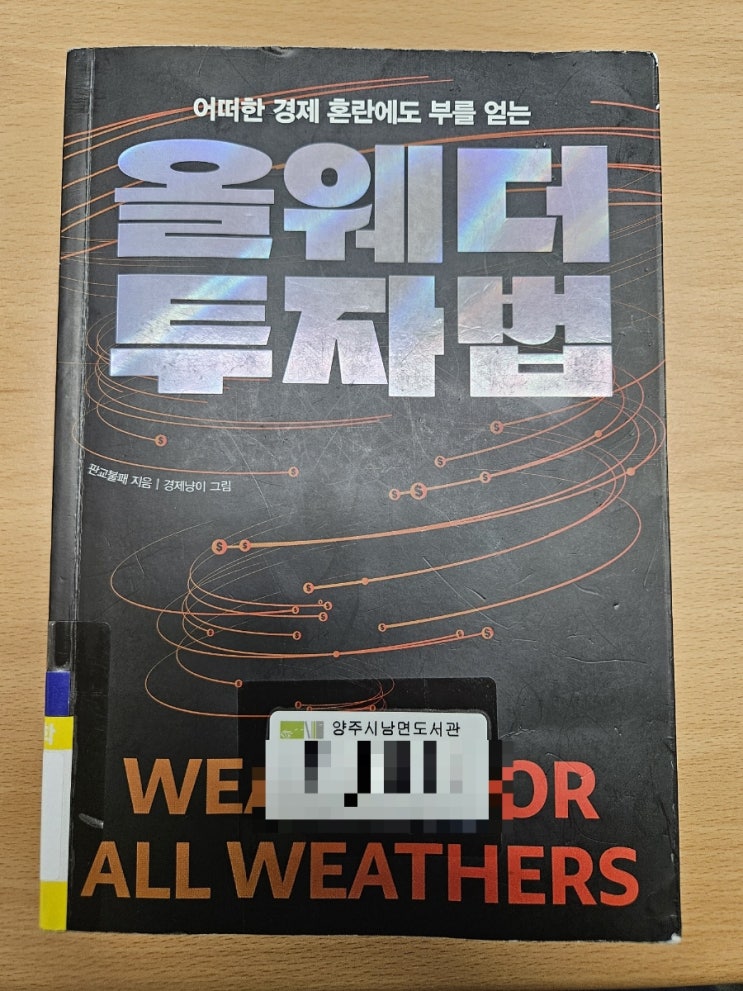 어떠한 경제 혼란에도 부를 얻는
올웨더
투자법
판교불패 지음 | 경제냥이 그림
양주시남면도서관
OR
ALL WEATHERS